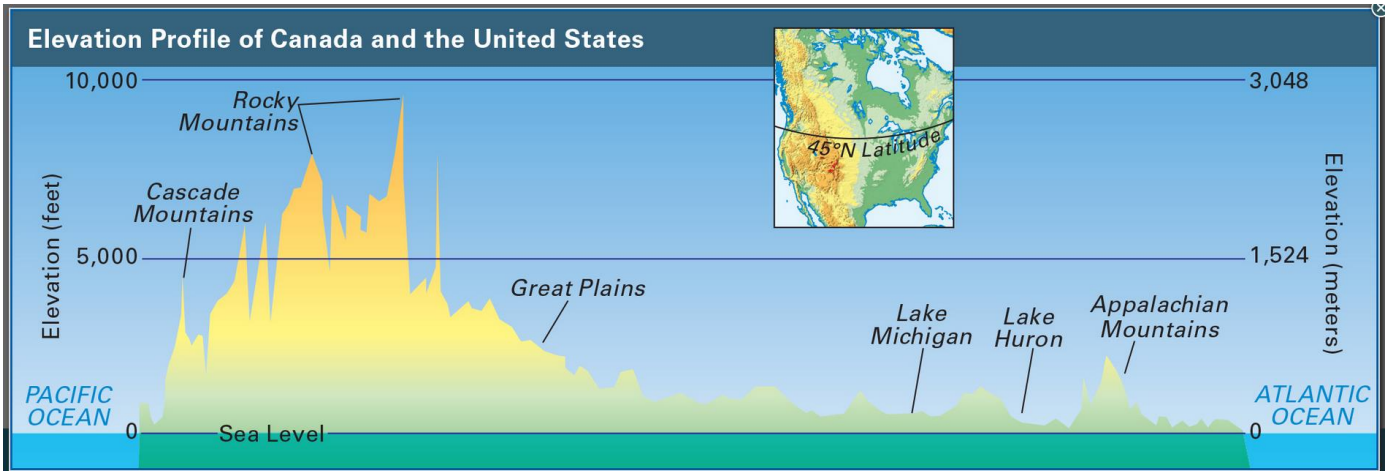 Elevation Profile of Canada and the United States
10,000
3,048
Rocky
Mountains
45°N Latitude
Cascade
Mountains
Elevation (feet)
Elevation (meters)
5,000
1,524
Great Plains
Lake
Michigan
Lake
Huron
Appalachian
Mountains
PACIFIC
OCEAN
ATLANTIC
OCEAN
0
Sea Level
0